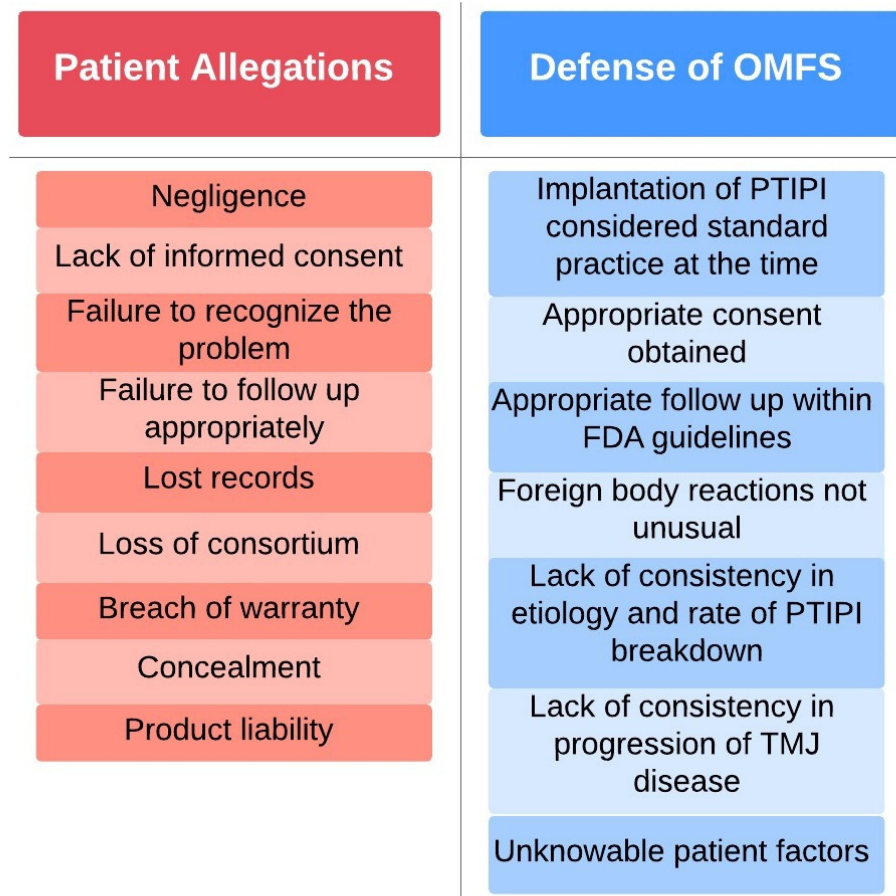 Patient Allegations
Negligence
Lack of informed consent
Failure to recognize the
problem
Failure to follow up
appropriately
Lost records
Loss of consortium
Breach of warranty
Concealment
Product liability
Defense of OMFS
Implantation of PTIPI
considered standard
practice at the time
Appropriate consent
obtained
Appropriate follow up within
FDA guidelines
Foreign body reactions not
unusual
Lack of consistency in
etiology and rate of PTIPI
breakdown
Lack of consistency in
progression of TMJ
disease
Unknowable patient factors